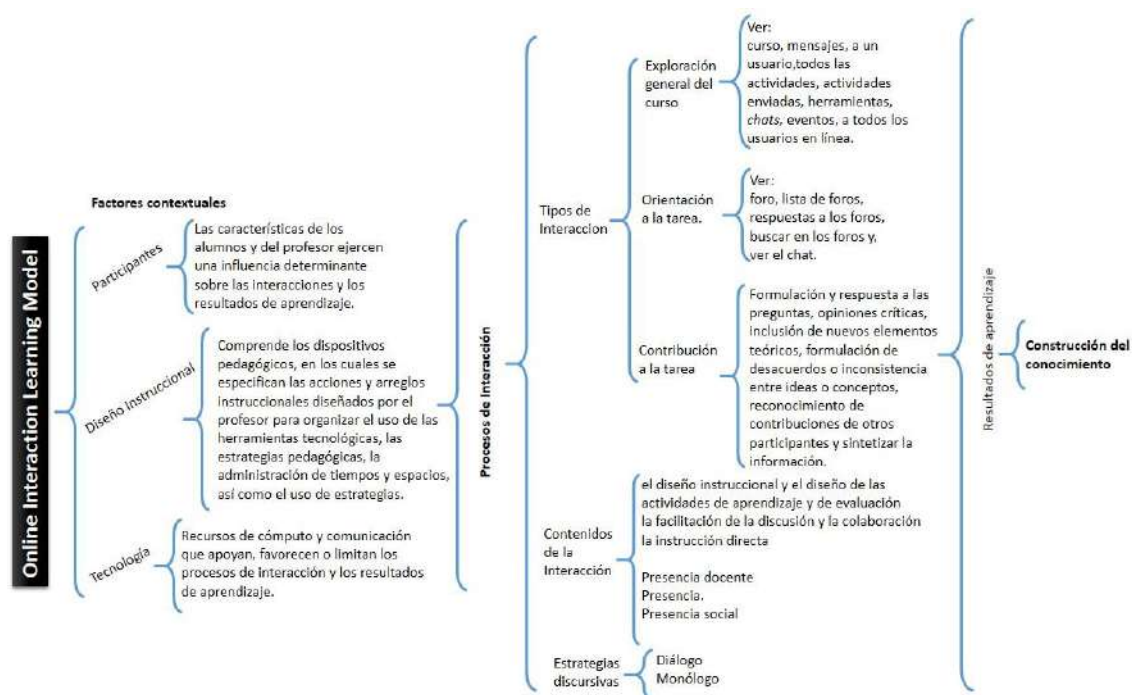 Online Interaction Learning Model
Factores contextuales
Participantes
Las características de los
alumnos y del profesor ejercen
una influencia determinante
sobre las interacciones y los
resultados de aprendizaje.
Diseño Instruccional
Comprende los dispositivos
pedagógicos, en los cuales se
especifican las acciones y arreglos
instruccionales diseñados por el
profesor para organizar el uso de las
herramientas tecnológicas, las
estrategias pedagógicas, la
administración de tiempos y espacios,
así como el uso de estrategias.
Tecnología
Recursos de cómputo y comunicación
que apoyan, favorecen o limitan los
procesos de interacción y los resultados
de aprendizaje.
Procesos de Interacción
Tipos de
Interaccion
Exploración
general del
curso
Ver:
curso, mensajes, a un
usuario,todos las
actividades, actividades
enviadas, herramientas,
chats, eventos, a todos los
usuarios en línea.
Orientación
a la tarea.
Ver:
foro, lista de foros,
respuestas a los foros,
buscar en los foros y,
ver el chat.
Contribución
a la tarea
Formulación y respuesta a las
preguntas, opiniones críticas,
inclusión de nuevos elementos
teóricos, formulación de
desacuerdos o inconsistencia
entre ideas o conceptos,
reconocimiento de
contribuciones de otros
participantes y sintetizar la
información.
Contenidos
de la
Interacción
el diseño instruccional y el diseño de las
actividades de aprendizaje y de evaluación
la facilitación de la discusión y la colaboración
la instrucción directa
Presencia docente
Presencia.
Presencia social
Estrategias
discursivas
Diálogo
Monólogo
Resultados de aprendizaje
Construcción del
conocimiento